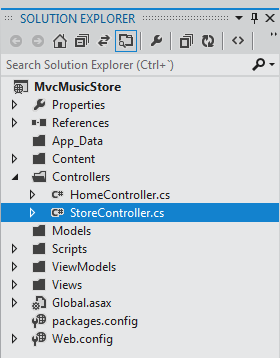 SOLUTION EXPLORER
Search Solution Explorer (Ctrl+`)
MvcMusicStore
Properties
References
App_Data
Content
Controllers
C# HomeController.cs
C# StoreController.cs
Models
Scripts
ViewModels
Views
Global.asax
packages.config
Web.config